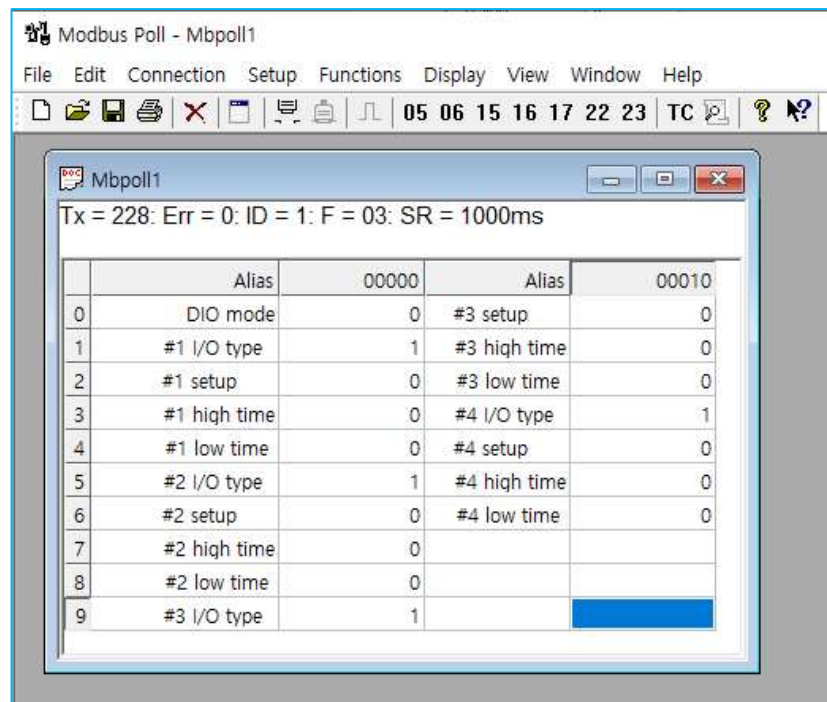 Modbus Poll - Mbpoll1
File Edit Connection Setup Functions Display View Window Help
05 06 15 16 17 22 23 TC
Mbpoll1
Tx = 228: Err = 0: ID = 1: F = 03: SR = 1000ms
Alias 00000 Alias 00010
0 DIO mode 0 #3 setup 0
1 #1 I/O type 1 #3 high time 0
2 #1 setup 0 #3 low time 0
3 #1 high time 0 #4 I/O type 1
4 #1 low time 0 #4 setup 0
5 #2 I/O type 1 #4 high time 0
6 #2 setup 0 #4 low time 0
7 #2 high time 0
8 #2 low time 0
9 #3 I/O type 1